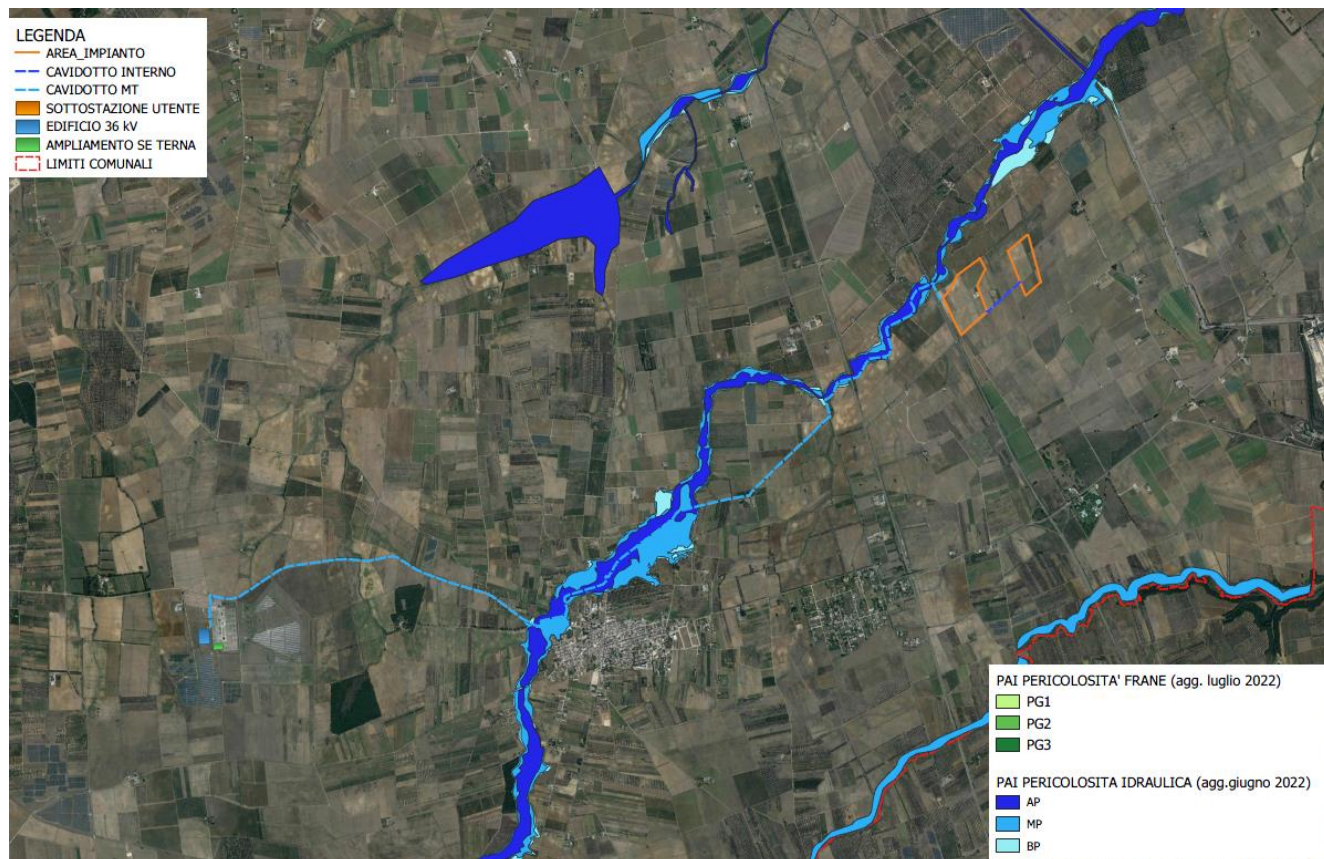 LEGENDA
AREA_IMPIANTO
CAVIDOTTO INTERNO
CAVIDOTTO MT
SOTTOSTAZIONE UTENTE
EDIFICIO 36 kV
AMPLIAMENTO SE TERNA
LIMITI COMUNALI
PAI PERICOLOSITA' FRANE (agg. luglio 2022)
PG1
PG2
PG3
PAI PERICOLOSITA IDRAULICA (agg.giugno 2022)
AP
MP
BP